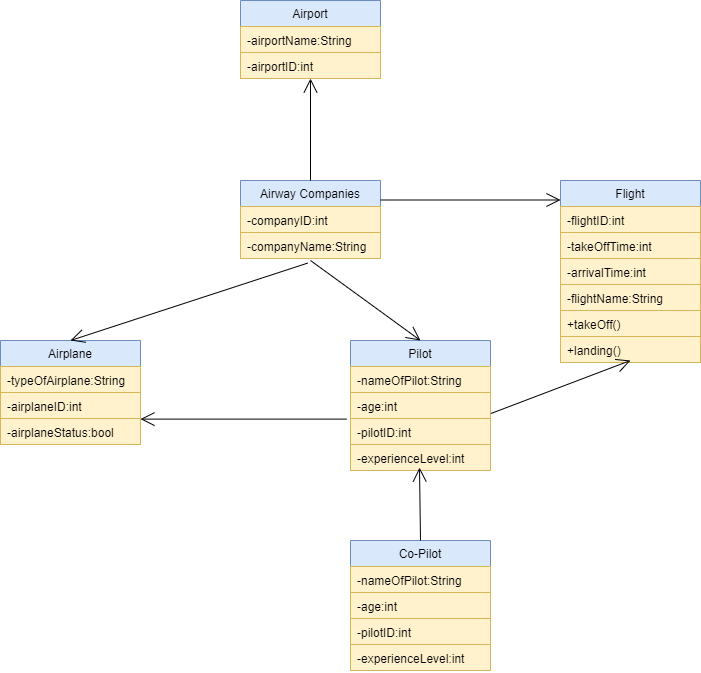 Airport
-airportName:String
-airportID:int
Airway Companies
-companyID:int
-companyName:String
Flight
-flightID:int
-takeOffTime:int
-arrivalTime:int
-flightName:String
+takeOff()
+landing()
Airplane
-typeOfAirplane:String
-airplaneID:int
-airplaneStatus:bool
Pilot
-nameOfPilot:String
-age:int
-pilotID:int
-experienceLevel:int
Co-Pilot
-nameOfPilot:String
-age:int
-pilotID:int
-experienceLevel:int